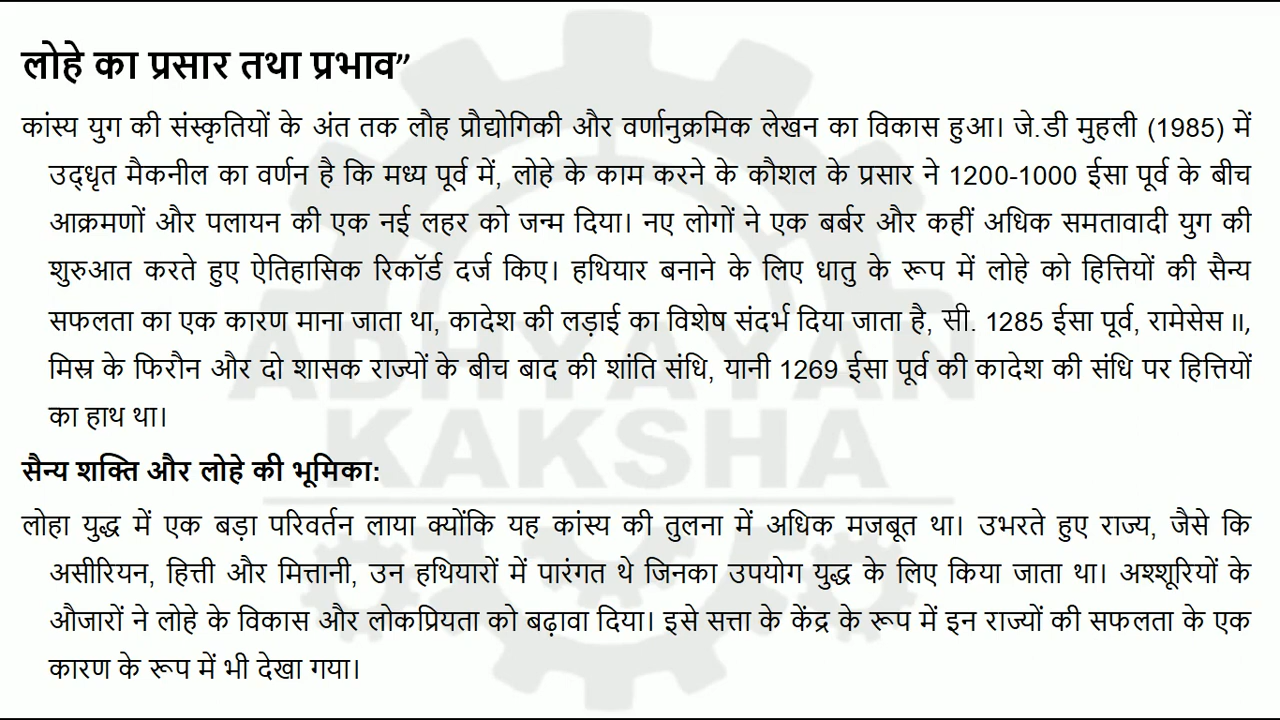 लोहे का प्रसार तथा प्रभाव”
कांस्य युग की संस्कृतियों के अंत तक लौह प्रौद्योगिकी और वर्णानुक्रमिक लेखन का विकास हुआ। जे.डी मुहली (1985) में
उद्धृत मैकनील का वर्णन है कि मध्य पूर्व में, लोहे के काम करने के कौशल के प्रसार ने 1200-1000 ईसा पूर्व के बीच
आक्रमणों और पलायन की एक नई लहर को जन्म दिया। नए लोगों ने एक बर्बर और कहीं अधिक समतावादी युग की
शुरुआत करते हुए ऐतिहासिक रिकॉर्ड दर्ज किए। हथियार बनाने के लिए धातु के रूप में लोहे को हित्तियों की सैन्य
सफलता का एक कारण माना जाता था, कादेश की लड़ाई का विशेष संदर्भ दिया जाता है, सी. 1285 ईसा पूर्व, रामेसेस॥,
मिस्र के फिरौन और दो शासक राज्यों के बीच बाद की शांति संधि, यानी 1269 ईसा पूर्व की कादेश की संधि पर हित्तियों
का हाथ था।
सैन्य शक्ति और लोहे की भूमिका:
लोहा युद्ध में एक बड़ा परिवर्तन लाया क्योंकि यह कांस्य की तुलना में अधिक मजबूत था। उभरते हुए राज्य, जैसे कि
असीरियन, हित्ती और मित्तानी, उन हथियारों में पारंगत थे जिनका उपयोग युद्ध के लिए किया जाता था। अश्शूरियों के
औजारों ने लोहे के विकास और लोकप्रियता को बढ़ावा दिया। इसे सत्ता के केंद्र के रूप में इन राज्यों की सफलता के एक
कारण के रूप में भी देखा गया।
ADHYAYAN
KAKSHA